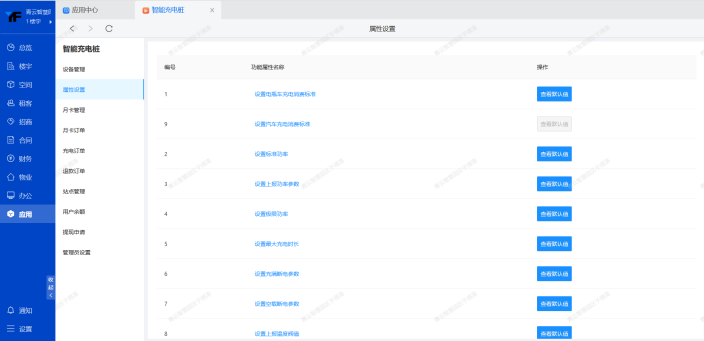 应用中心
智能充电桩
属性设置
总览
楼宇
空间
租客
招商
合同
财务
物业
办公
应用
收起
通知
设置
智能充电桩
设备管理
属性设置
月卡管理
月卡订单
充电订单
退款订单
站点管理
用户余额
提现申请
管理员设置
编号 功能属性名称 操作
1 设置电瓶车充电消费标准 查看默认值
9 设置汽车充电消费标准 查看默认值
2 设置标准功率 查看默认值
3 设置上报功率参数 查看默认值
4 设置极限功率 查看默认值
5 设置最大充电时长 查看默认值
6 设置充满断电参数 查看默认值
7 设置空载断电参数 查看默认值
8 设置上报温度阈值 查看默认值